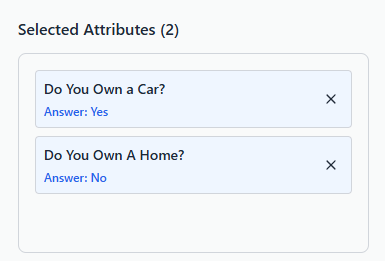 Selected Attributes (2)
Do You Own a Car?
Answer: Yes
Do You Own A Home?
Answer: No